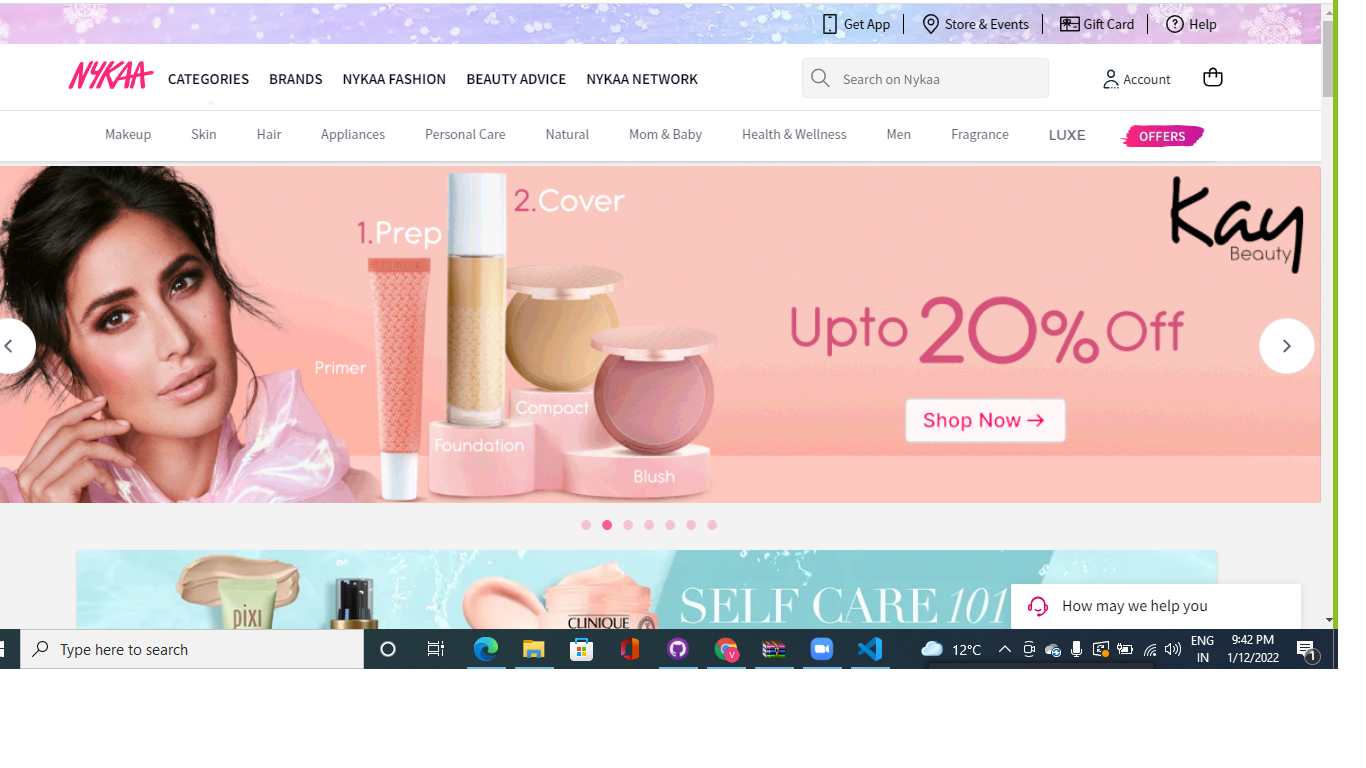 Get App Store & Events Gift Card Help
NYKAA CATEGORIES BRANDS NYKAA FASHION BEAUTY ADVICE NYKAA NETWORK Search on Nykaa Account
Makeup Skin Hair Appliances Personal Care Natural Mom & Baby Health & Wellness Men Fragrance LUXE OFFERS
2.Cover
1.Prep
Kay
Beauty
Upto 20% Off
Primer
Compact
Shop Now →
Foundation
Blush
SELF CARE 101
pixi
CLINIQUE
How may we help you
Type here to search
V
12°C
ENG
IN
9:42 PM
1/12/2022
1